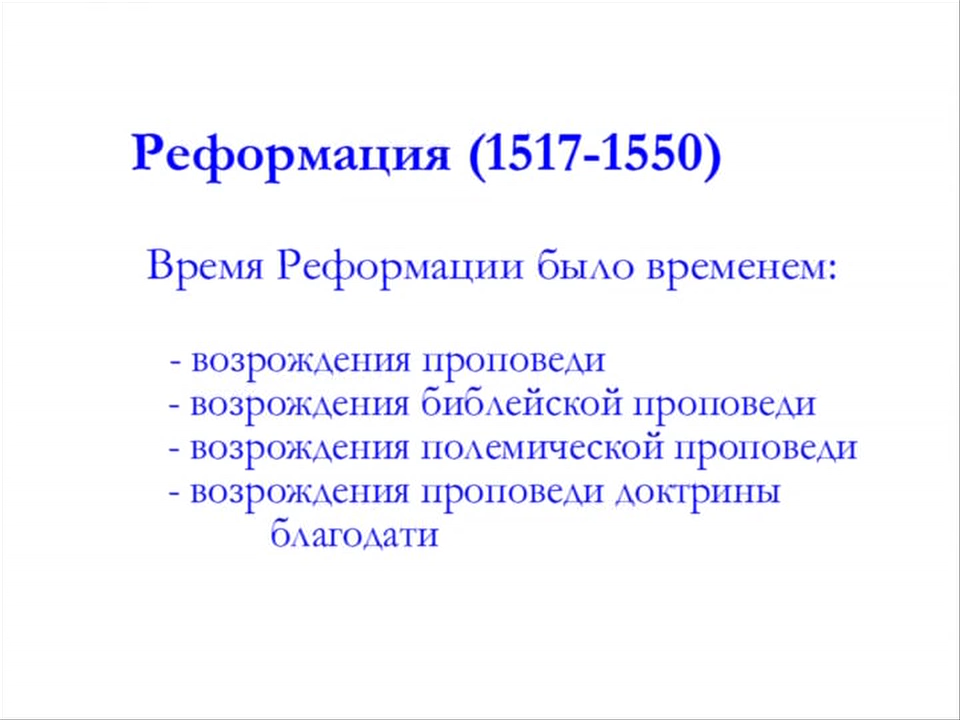 Реформация (1517-1550)
Время Реформации было временем:
- возрождения проповеди
- возрождения библейской проповеди
- возрождения полемической проповеди
- возрождения проповеди доктрины
благодати